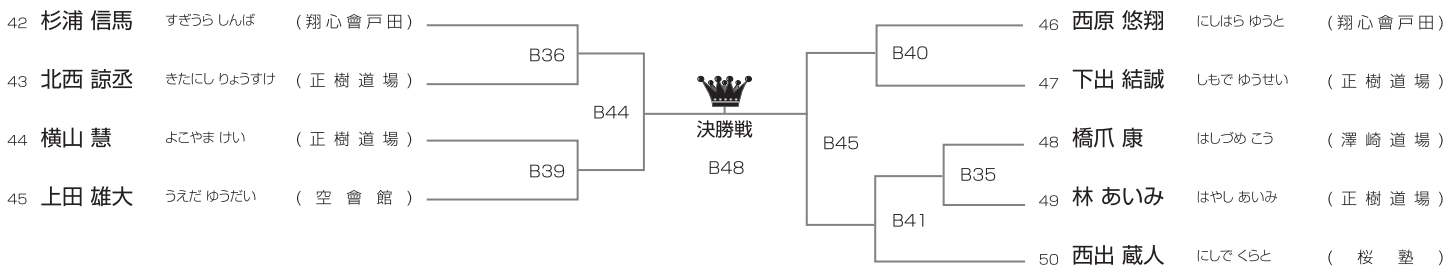 42 杉浦 信馬 すぎうら しんば (翔心會戸田)
B36
43 北西 諒丞 きたにし りょうすけ (正樹道場)
B44
44 横山 慧 よこやま けい (正樹道場)
B39
45 上田 雄大 うえだ ゆうだい (空會館)
決勝戦
B48
46 西原 悠翔 にしはら ゆうと (翔心會戸田)
B40
47 下出 結誠 しもで ゆうせい (正樹道場)
B45
48 橋爪 康 はしづめ こう (澤崎道場)
B35
49 林 あいみ はやし あいみ (正樹道場)
B41
50 西出 蔵人 にしで くらと (桜塾)